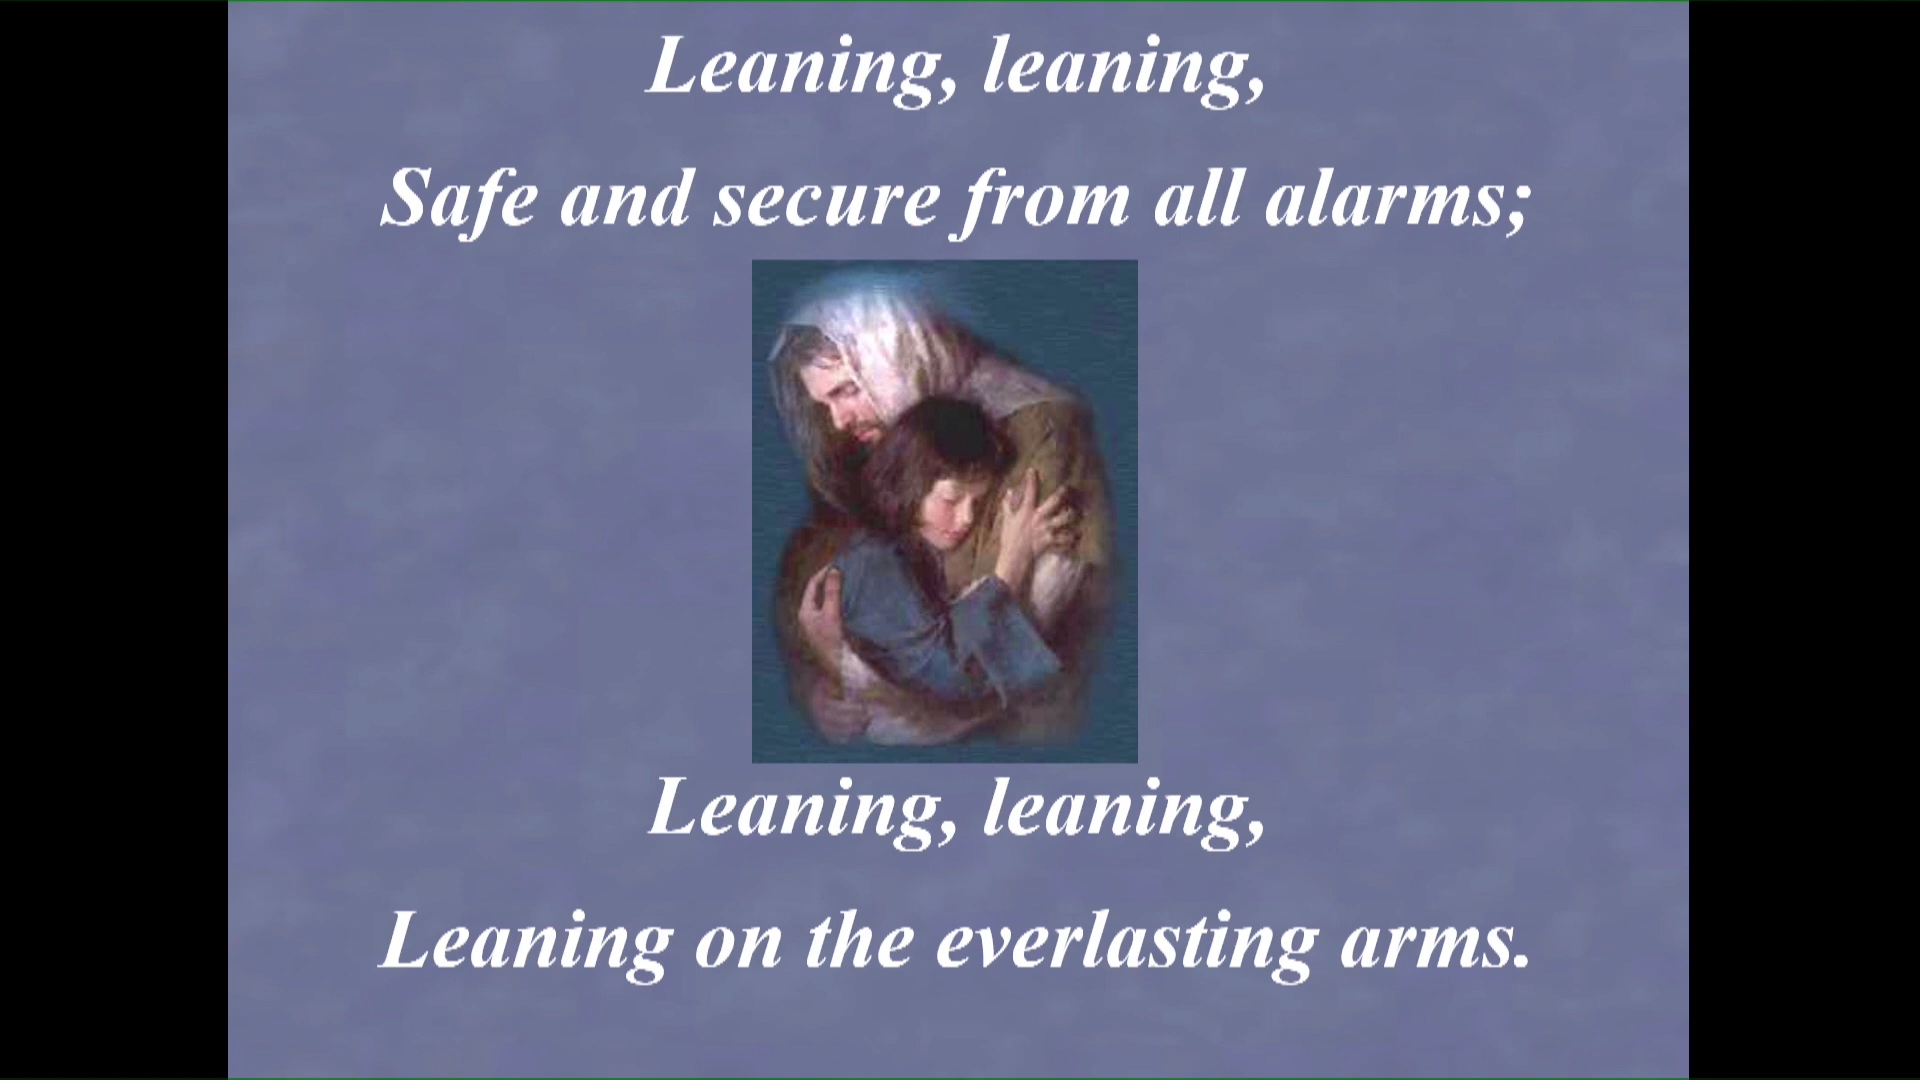 Leaning, leaning,
Safe and secure from all alarms;
Leaning, leaning,
Leaning on the everlasting arms.